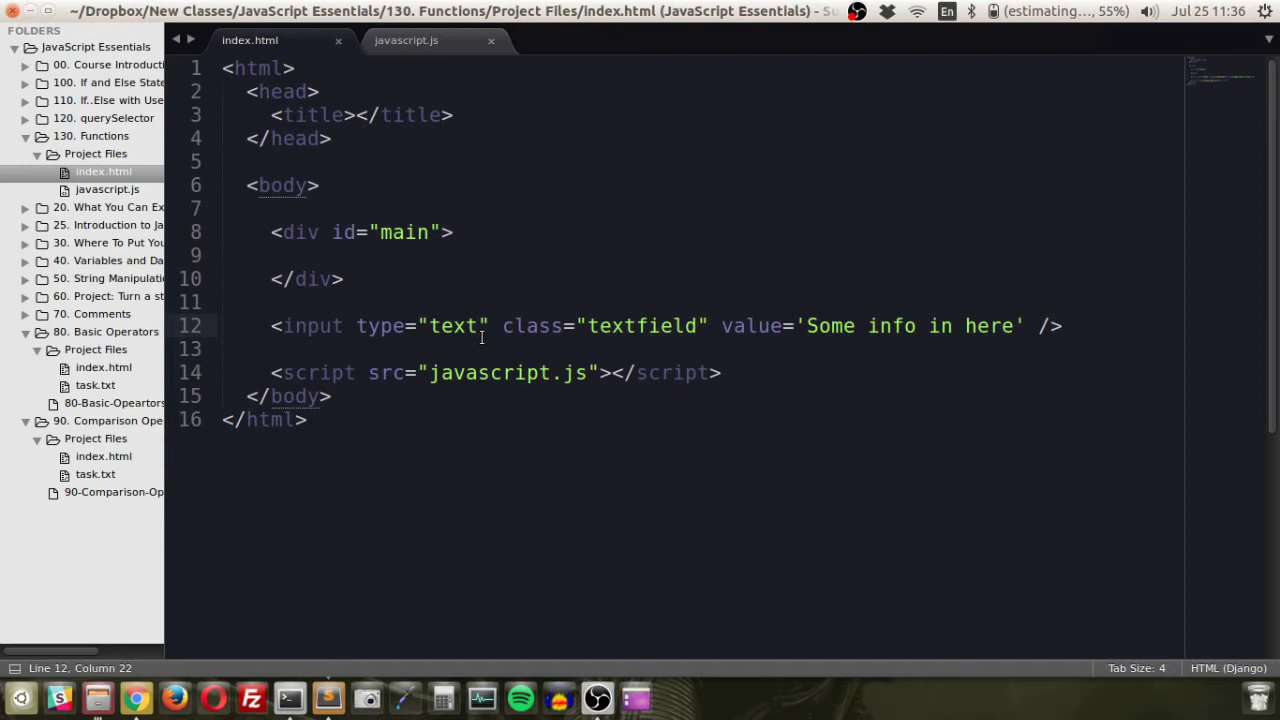 ~/Dropbox/New Classes/JavaScript Essentials/130. Functions/Project Files/index.html (JavaScript Essentials) - Su
En
(estimating..., 55%)
Jul 25 11:36
FOLDERS
JavaScript Essentials
00. Course Introducti
100. If and Else State
110. If..Else with Use
120. querySelector
130. Functions
Project Files
index.html
javascript.js
20. What You Can Ex
25. Introduction to Ja
30. Where To Put You
40. Variables and Da
50. String Manipulati
60. Project: Turn a st
70. Comments
80. Basic Operators
Project Files
index.html
task.txt
80-Basic-Opeartors
90. Comparison Ope
Project Files
index.html
task.txt
90-Comparison-Op
index.html
javascript.js
1 <html>
2 <head>
3 <title></title>
4 </head>
5
6 <body>
7
8 <div id="main">
9
10 </div>
11
12 <input type="text" class="textfield" value='Some info in here' />
13
14 <script src="javascript.js"></script>
15 </body>
16 </html>
Line 12, Column 22
Tab Size: 4
HTML (Django)